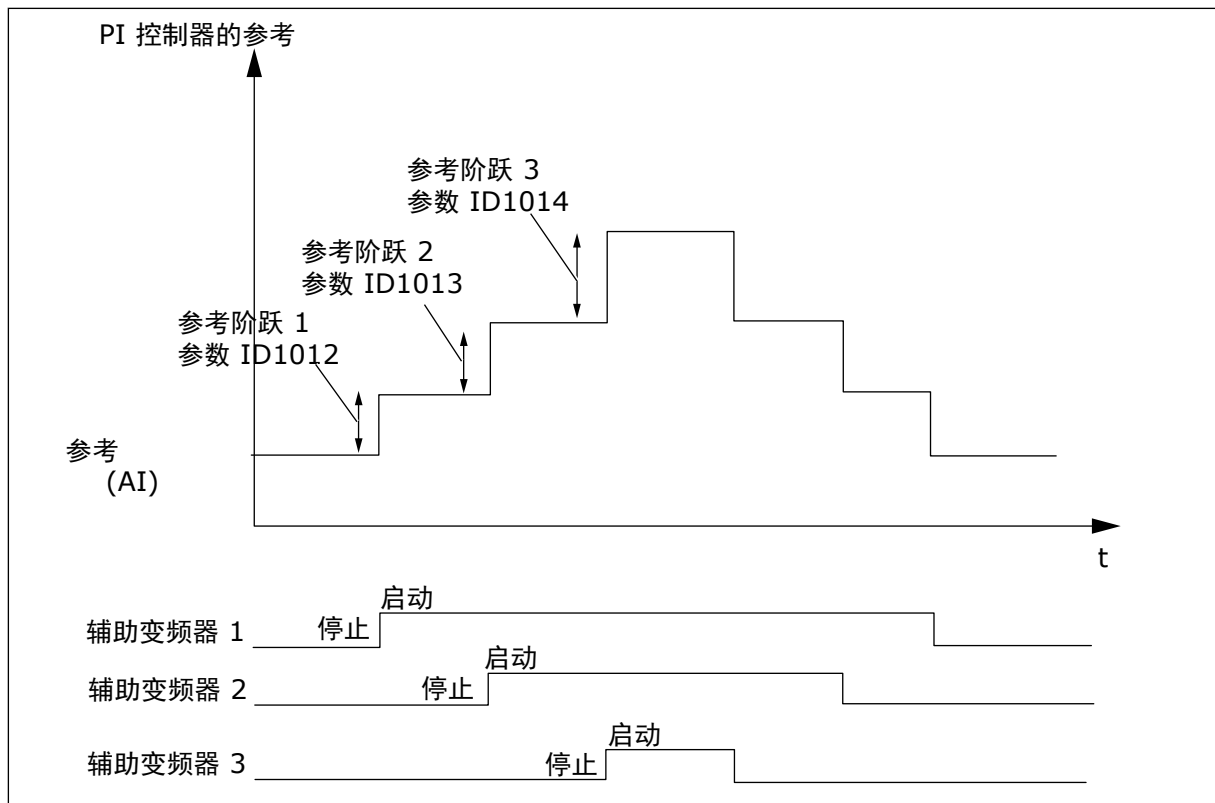 PI 控制器的参考
参考阶跃 3
参数 ID1014
参考阶跃 2
参数 ID1013
参考阶跃 1
参数 ID1012
参考
(AI)
t
启动
辅助变频器 1
停止
启动
辅助变频器 2
停止
启动
辅助变频器 3
停止